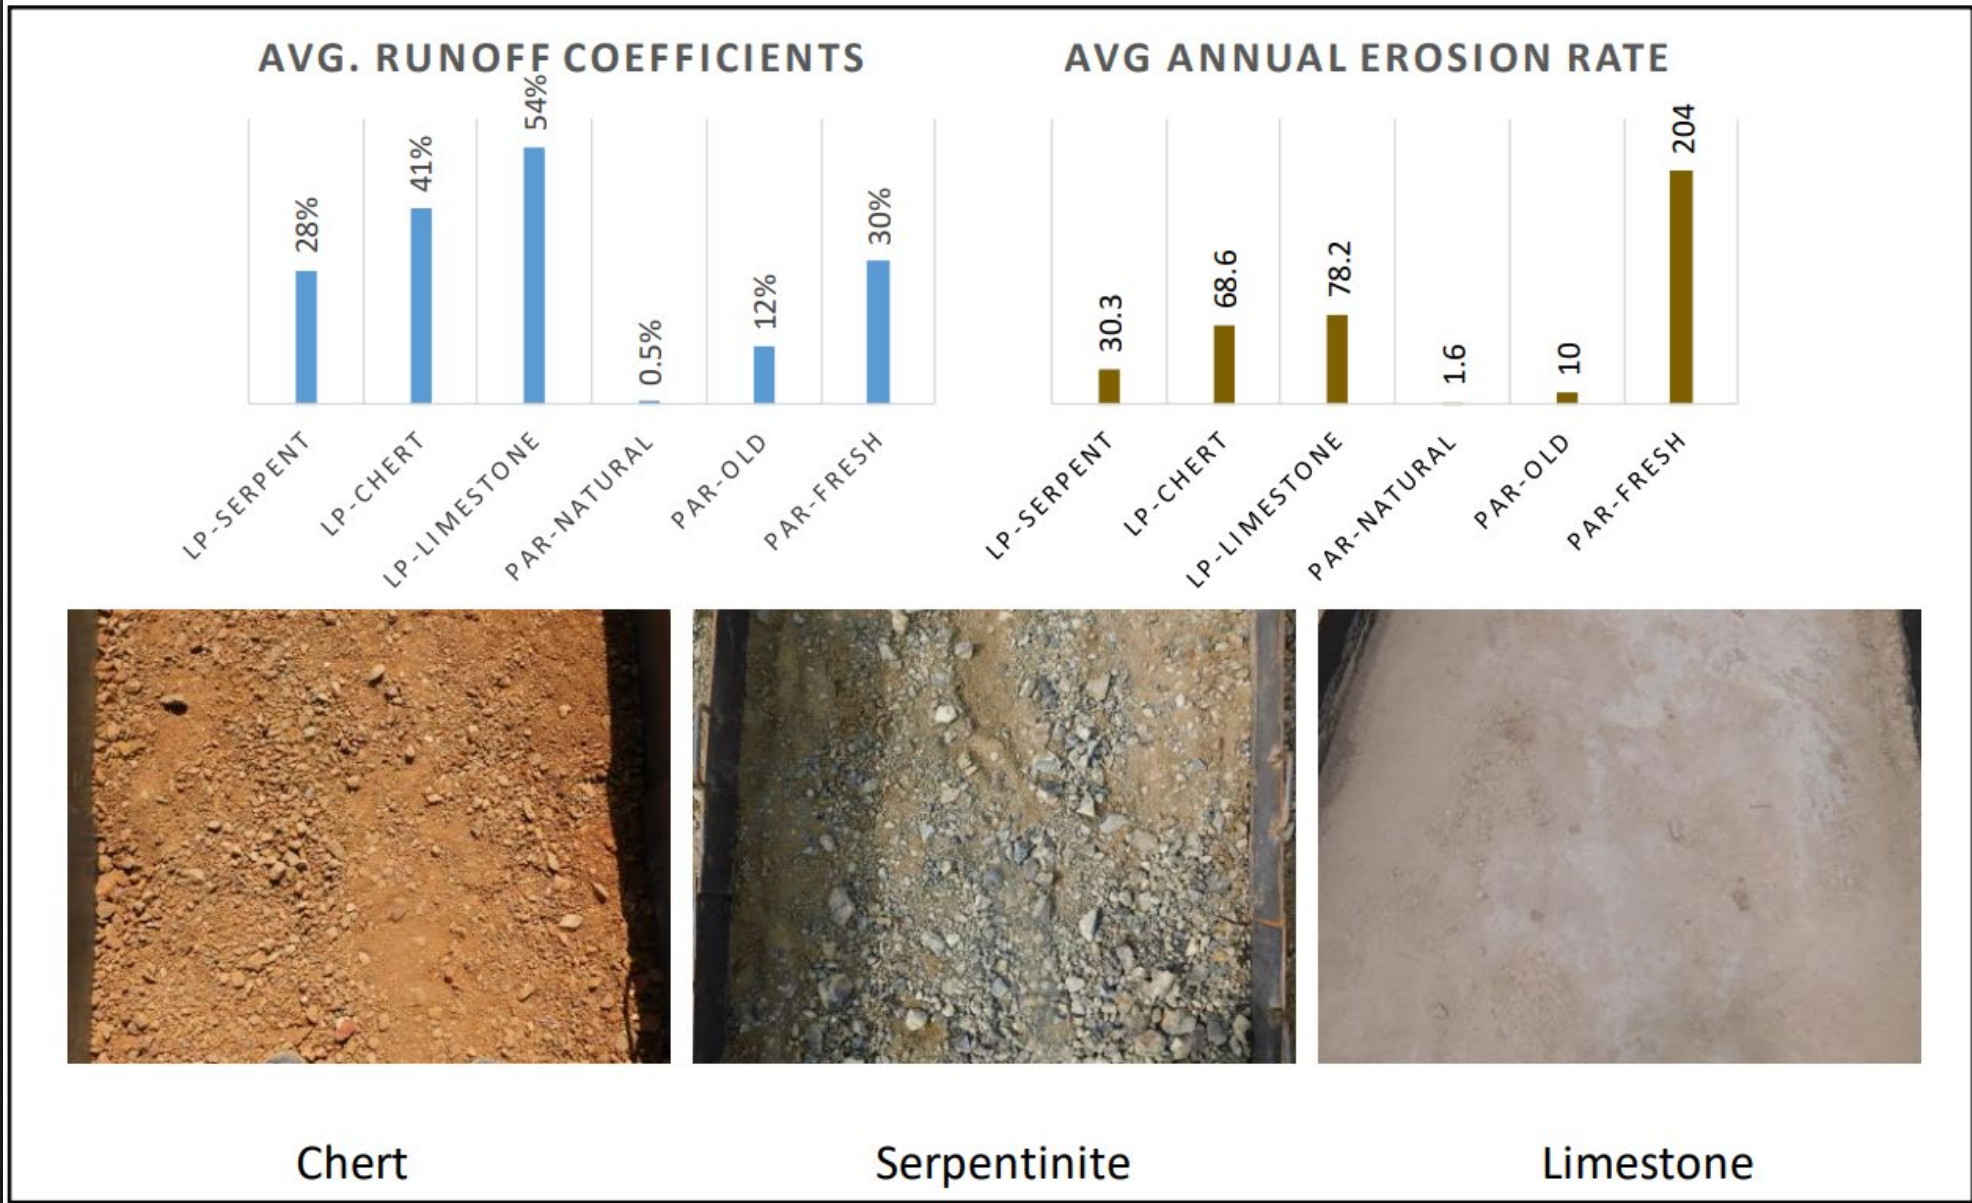 AVG. RUNOFF COEFFICIENTS
28%
41%
54%
0.5%
12%
30%
LP-SERPENT
LP-CHERT
LP-LIMESTONE
PAR-NATURAL
PAR-OLD
PAR-FRESH
AVG ANNUAL EROSION RATE
30.3
68.6
78.2
1.6
10
204
LP-SERPENT
LP-CHERT
LP-LIMESTONE
PAR-NATURAL
PAR-OLD
PAR-FRESH
Chert
Serpentinite
Limestone